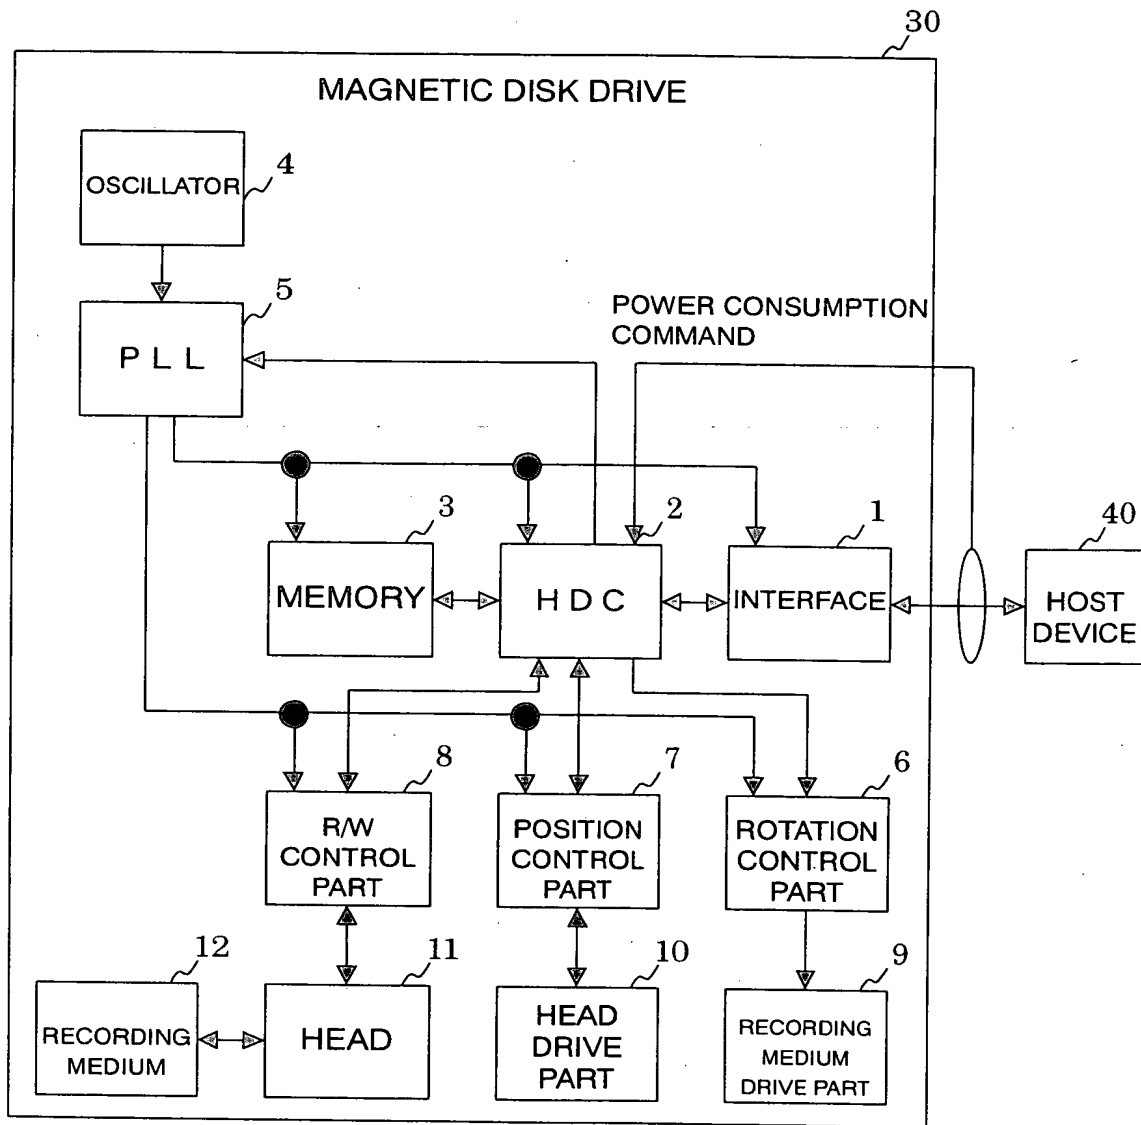 30
MAGNETIC DISK DRIVE
OSCILLATOR
4
5
PLL
POWER CONSUMPTION
COMMAND
3
2
1
40
MEMORY
HDC
INTERFACE
HOST
DEVICE
8
7
6
R/W
CONTROL
PART
POSITION
CONTROL
PART
ROTATION
CONTROL
PART
12
11
10
9
RECORDING
MEDIUM
HEAD
HEAD
DRIVE
PART
RECORDING
MEDIUM
DRIVE PART